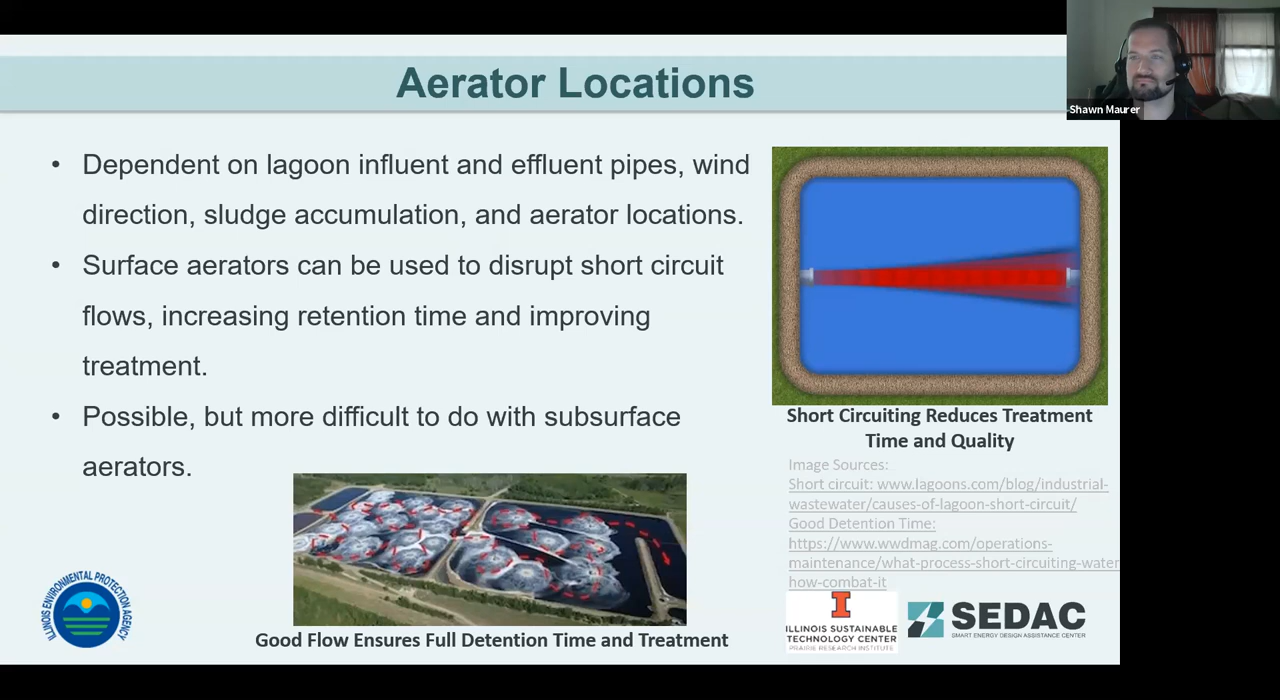 Aerator Locations
Shawn Maurer
• Dependent on lagoon influent and effluent pipes, wind
direction, sludge accumulation, and aerator locations.
• Surface aerators can be used to disrupt short circuit
flows, increasing retention time and improving
treatment.
• Possible, but more difficult to do with subsurface
aerators.
Short Circuiting Reduces Treatment
Time and Quality
Image Sources:
Short circuit: www.lagoons.com/blog/industrial-
wastewater/causes-of-lagoon-short-circuit/
Good Detention Time:
https://www.wwdmag.com/operations-
maintenance/what-process-short-circuiting-water
how-combat-it
Good Flow Ensures Full Detention Time and Treatment
ILLINOIS ENVIRONMENTAL PROTECTION AGENCY
I
ILLINOIS SUSTAINABLE
TECHNOLOGY CENTER
PRAIRIE RESEARCH INSTITUTE
SEDAC
SMART ENERGY DESIGN ASSISTANCE CENTER